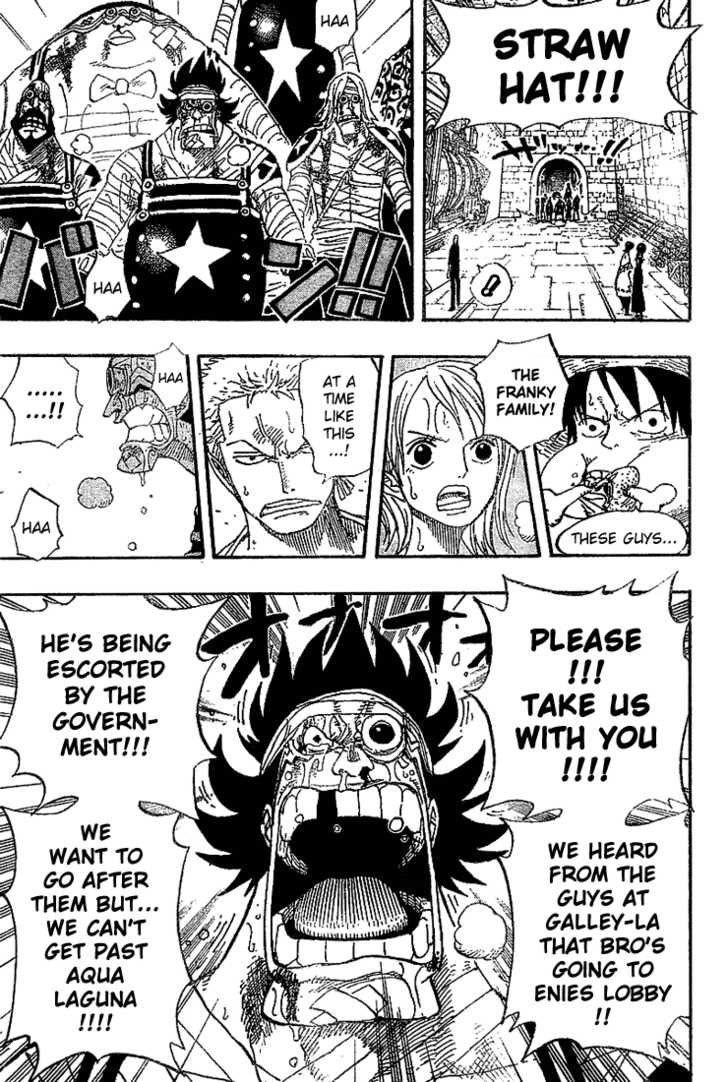 STRAW
HAT!!!
HAA
HAA
THESE GUYS...
THE
FRANKY
FAMILY!
AT A
TIME
LIKE
THIS
...!
HAA
.....
...!!
HAA
PLEASE
!!!
TAKE US
WITH YOU
!!!!
WE HEARD
FROM THE
GUYS AT
GALLEY-LA
THAT BRO'S
GOING TO
ENIES LOBBY
!!
HE'S BEING
ESCORTED
BY THE
GOVERN-
MENT!!!
WE
WANT TO
GO AFTER
THEM BUT...
WE CAN'T
GET PAST
AQUA
LAGUNA
!!!!